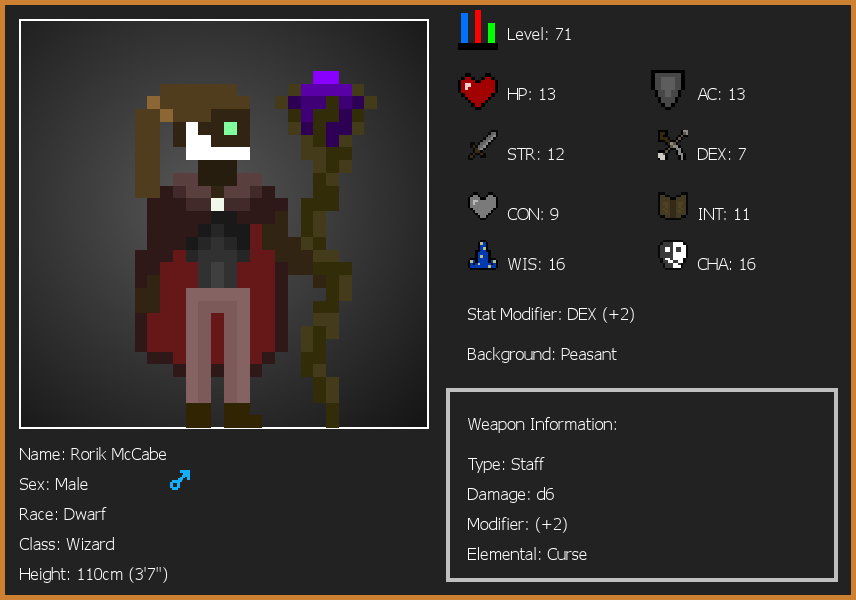 Level: 71
HP: 13
AC: 13
STR: 12
DEX: 7
CON: 9
INT: 11
WIS: 16
CHA: 16
Stat Modifier: DEX (+2)
Background: Peasant
Weapon Information:
Type: Staff
Damage: d6
Modifier: (+2)
Elemental: Curse
Name: Rorik McCabe
Sex: Male
Race: Dwarf
Class: Wizard
Height: 110cm (3'7")